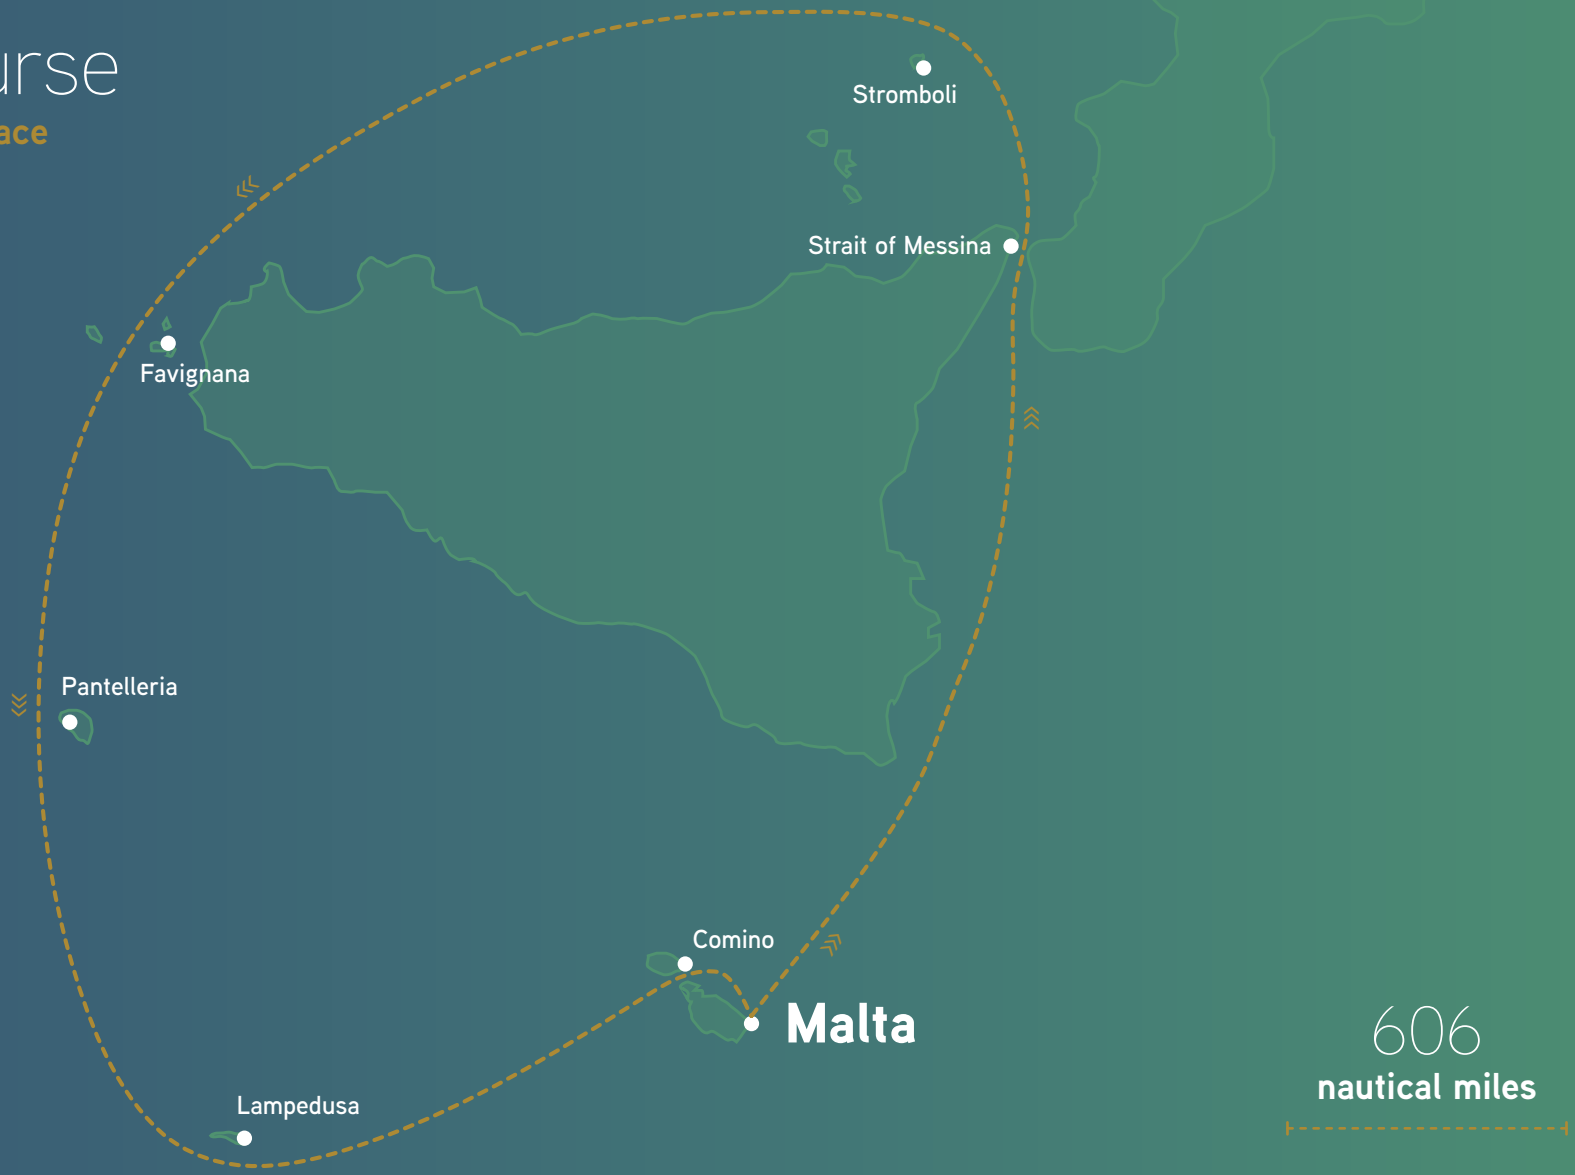 urse
ace
Stromboli
Strait of Messina
Favignana
Pantelleria
Comino
Malta
Lampedusa
606
nautical miles